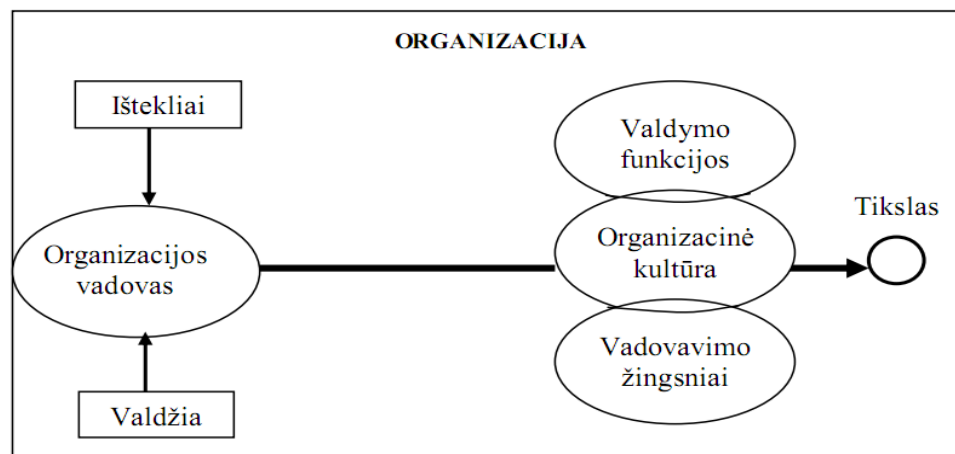 ORGANIZACIJA
Ištekliai
Organizacijos
vadovas
Valdžia
Valdymo
funkcijos
Organizacinė
kultūra
Vadovavimo
žingsniai
Tikslas